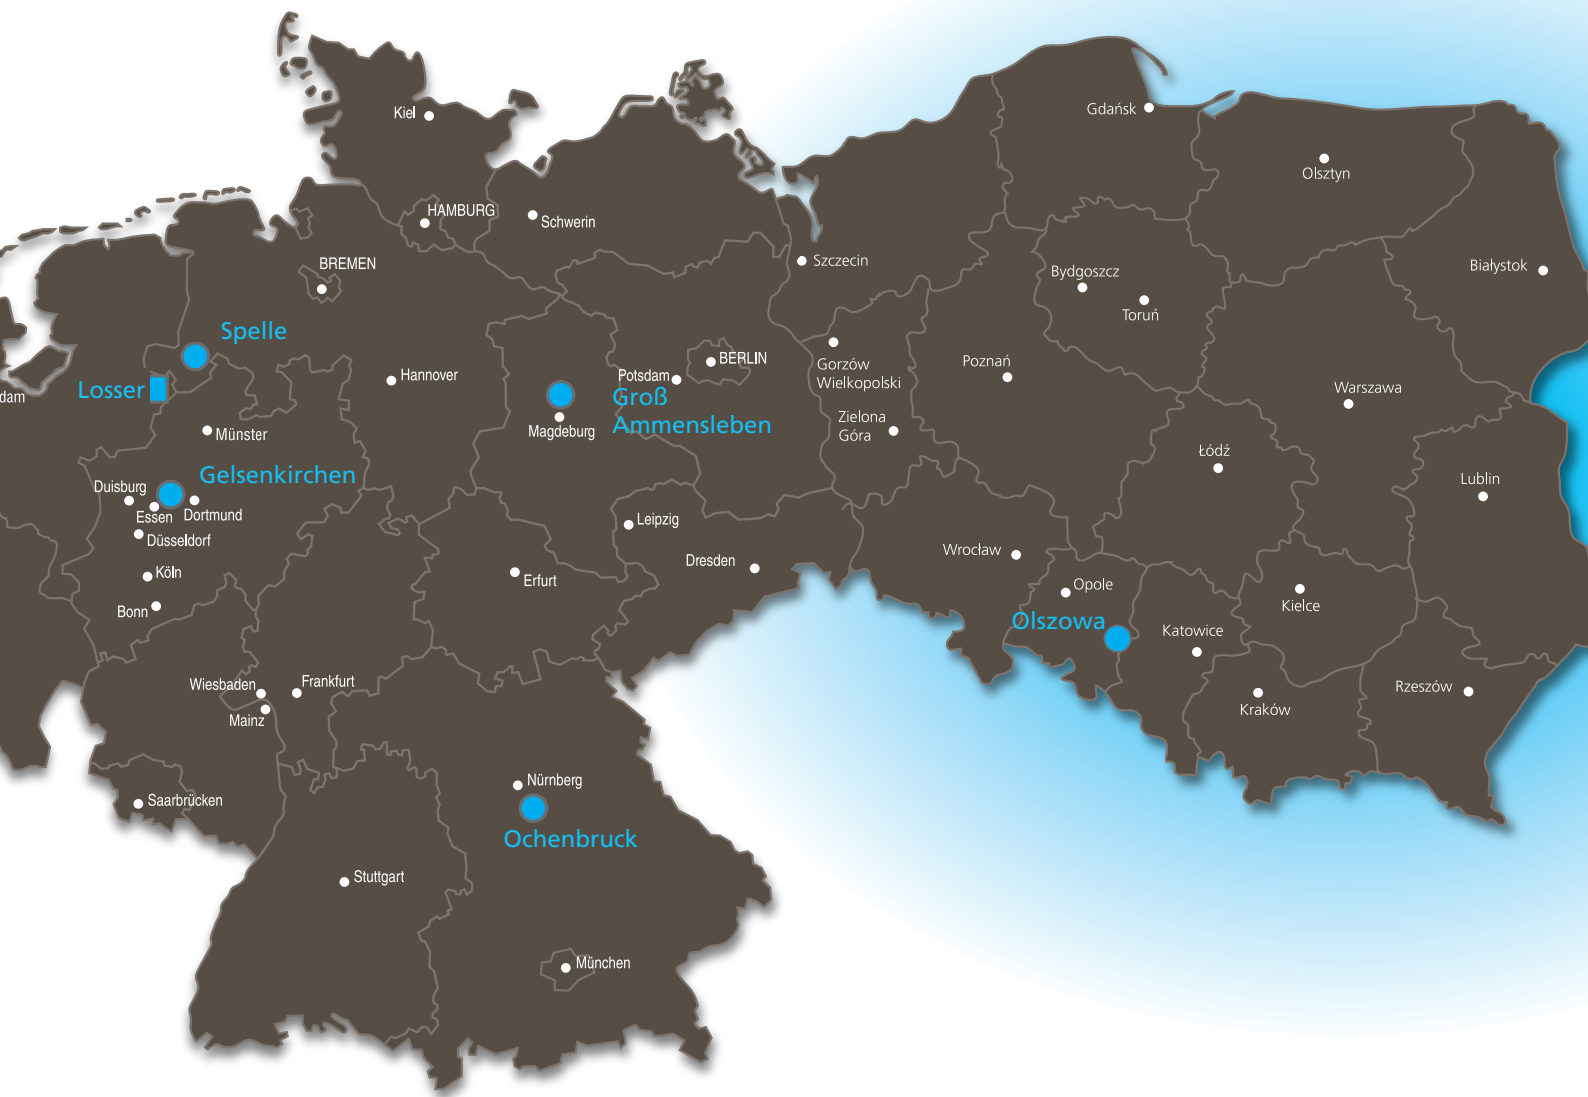 Kiel
Gdańsk
Olsztyn
HAMBURG
Schwerin
BREMEN
Szczecin
Bydgoszcz
Białystok
Toruń
Spelle
BERLIN
Gorzów
Wielkopolski
Poznań
Hannover
Potsdam
Losser
dam
Warszawa
Groß
Ammensleben
Magdeburg
Zielona
Góra
Münster
Łódź
Gelsenkirchen
Lublin
Duisburg
Essen
Dortmund
Leipzig
Düsseldorf
Wrocław
Dresden
Köln
Erfurt
Opole
Kielce
Bonn
Olszowa
Katowice
Wiesbaden
Frankfurt
Rzeszów
Mainz
Kraków
Nürnberg
Saarbrücken
Ochenbruck
Stuttgart
München